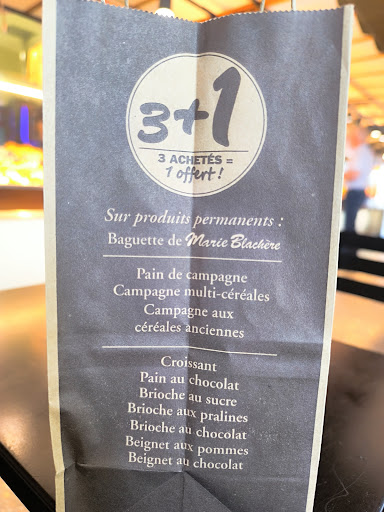 3+1
3 ACHETÉS =
1 offert !
Sur produits permanents :
Baguette de Marie Blachère
Pain de campagne
Campagne multi-céréales
Campagne aux
céréales anciennes
Croissant
Pain au chocolat
Brioche au sucre
Brioche aux pralines
Brioche au chocolat
Beignet aux pommes
Beignet au chocolat